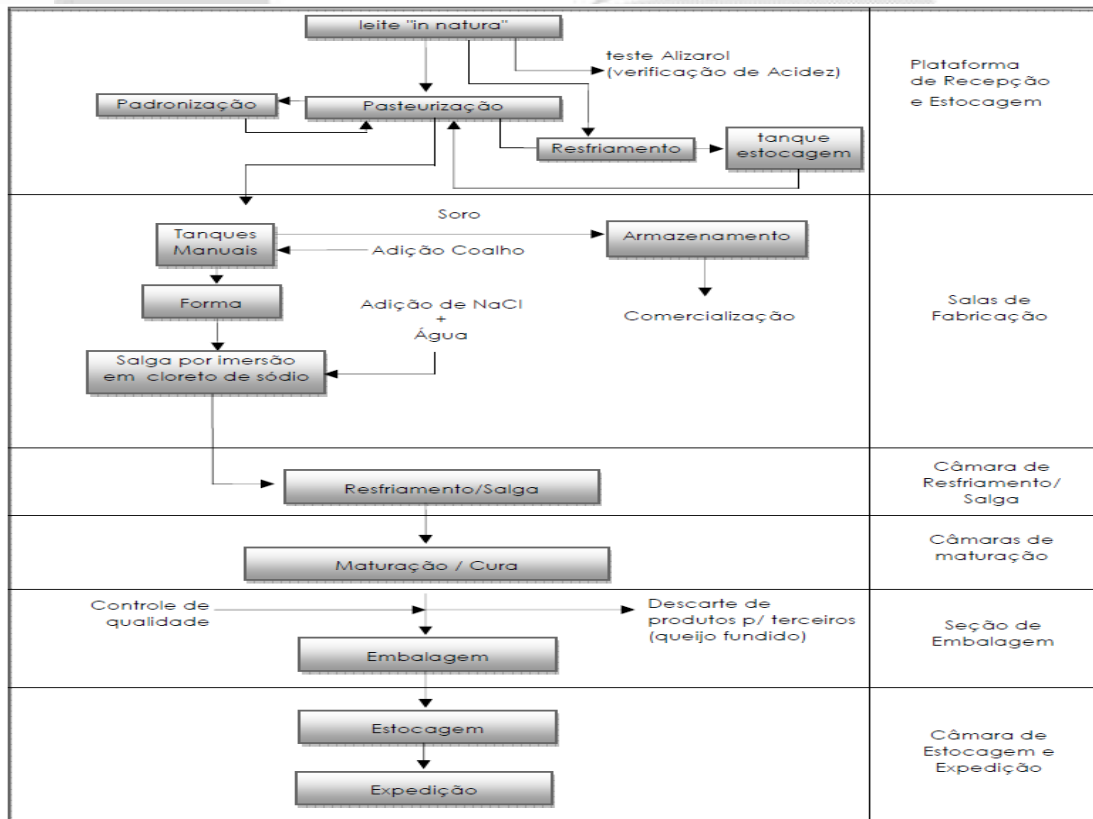 leite "in natura"
teste Alizarol
(verificação de Acidez)
Plataforma
de Recepção
e Estocagem
Padronização
Pasteurização
Resfriamento
tanque
estocagem
Soro
Tanques
Manuais
Armazenamento
Adição Coalho
Forma
Adição de NaCl
+
Água
Comercialização
Salas de
Fabricação
Salga por imersão
em cloreto de sódio
Resfriamento/Salga
Câmara de
Resfriamento/
Salga
Maturação / Cura
Câmaras de
maturação
Controle de
qualidade
Descarte de
produtos p/ terceiros
(queijo fundido)
Embalagem
Seção de
Embalagem
Estocagem
Expedição
Câmara de
Estocagem e
Expedição